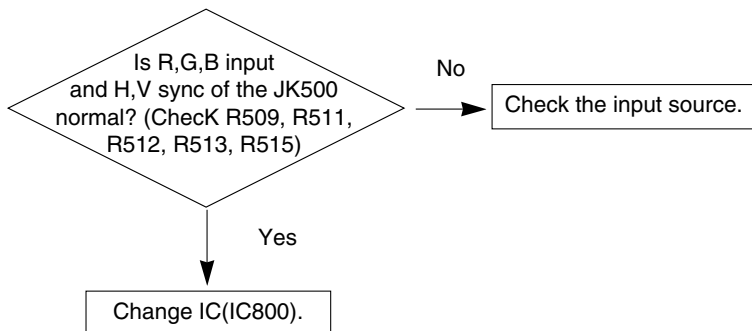 Is R,G,B input
and H,V sync of the JK500
normal? (ChecK R509, R511,
R512, R513, R515)
No
Check the input source.
Yes
Change IC(IC800).